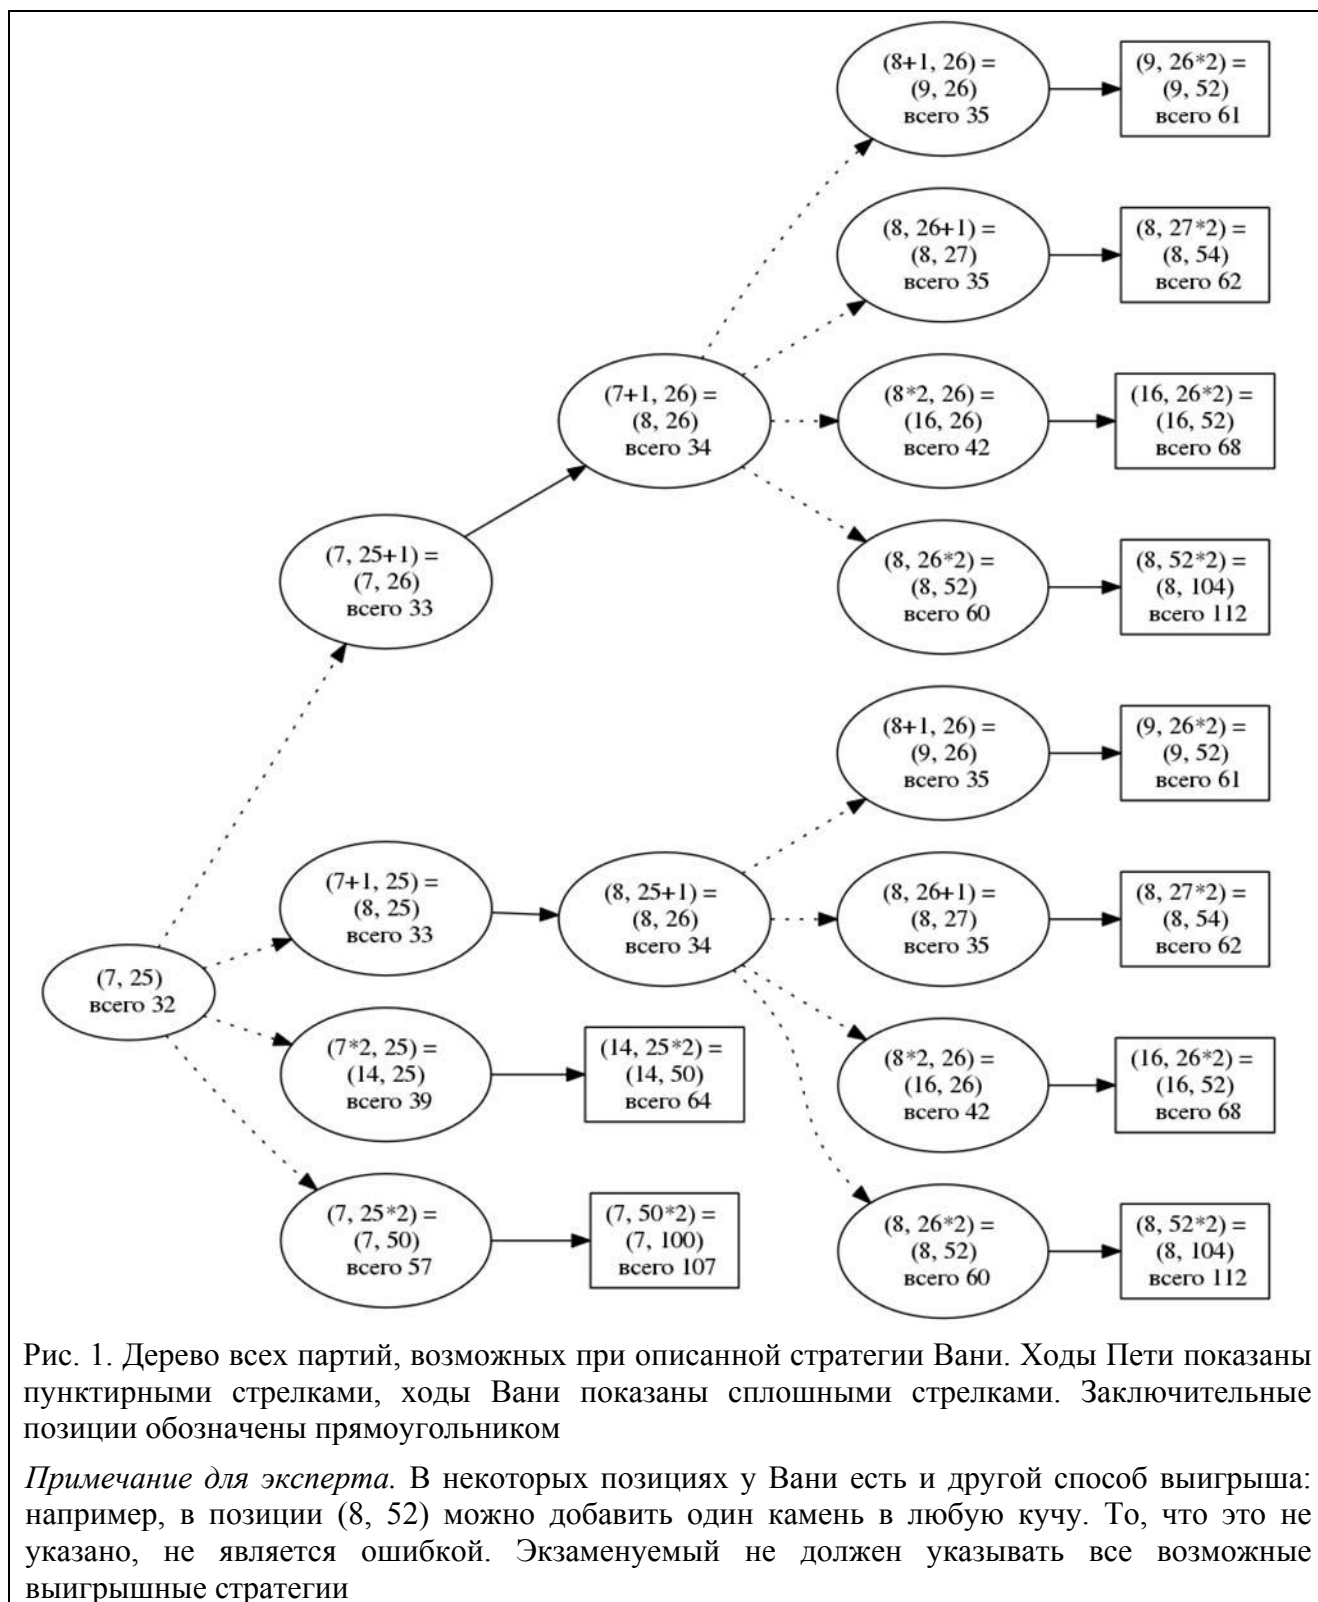 (8+1, 26) =
(9, 26)
всего 35
(9, 26*2) =
(9, 52)
всего 61
(8, 26+1) =
(8, 27)
всего 35
(8, 27*2) =
(8, 54)
всего 62
(7+1, 26) =
(8, 26)
всего 34
(8*2, 26) =
(16, 26)
всего 42
(16, 26*2) =
(16, 52)
всего 68
(7, 25+1) =
(7, 26)
всего 33
(8, 26*2) =
(8, 52)
всего 60
(8, 52*2) =
(8, 104)
всего 112
(8+1, 26) =
(9, 26)
всего 35
(9, 26*2) =
(9, 52)
всего 61
(7+1, 25) =
(8, 25)
всего 33
(8, 25+1) =
(8, 26)
всего 34
(8, 26+1) =
(8, 27)
всего 35
(8, 27*2) =
(8, 54)
всего 62
(7, 25)
всего 32
(7*2, 25) =
(14, 25)
всего 39
(14, 25*2) =
(14, 50)
всего 64
(8*2, 26) =
(16, 26)
всего 42
(16, 26*2) =
(16, 52)
всего 68
(7, 25*2) =
(7, 50)
всего 57
(7, 50*2) =
(7, 100)
всего 107
(8, 26*2) =
(8, 52)
всего 60
(8, 52*2) =
(8, 104)
всего 112
Рис. 1. Дерево всех партий, возможных при описанной стратегии Вани. Ходы Пети показаны
пунктирными стрелками, ходы Вани показаны сплошными стрелками. Заключительные
позиции обозначены прямоугольником
Примечание для эксперта. В некоторых позициях у Вани есть и другой способ выигрыша:
например, в позиции (8, 52) можно добавить один камень в любую кучу. То, что это не
указано, не является ошибкой. Экзаменуемый не должен указывать все возможные
выигрышные стратегии